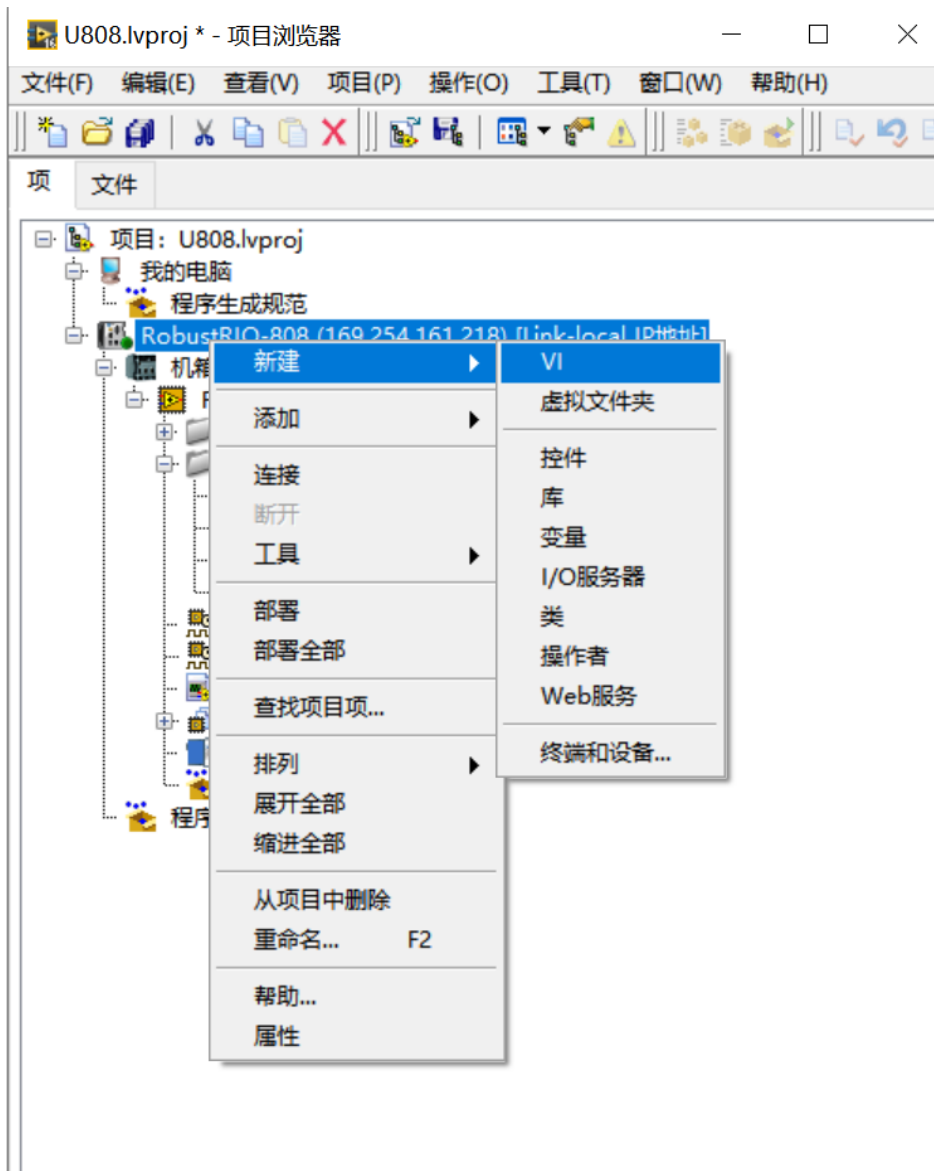 U808.lvproj * - 项目浏览器
文件(F) 编辑(E) 查看(V) 项目(P) 操作(O) 工具(T) 窗口(W) 帮助(H)
项 文件
项目：U808.lvproj
我的电脑
程序生成规范
RobustRIO-808 (169.254.161.218) [Link-local IP地址]
机箱
新建
添加
连接
断开
工具
部署
部署全部
查找项目项...
排列
展开全部
缩进全部
从项目中删除
重命名... F2
帮助...
属性
VI
虚拟文件夹
控件
库
变量
I/O服务器
类
操作者
Web服务
终端和设备...
程序